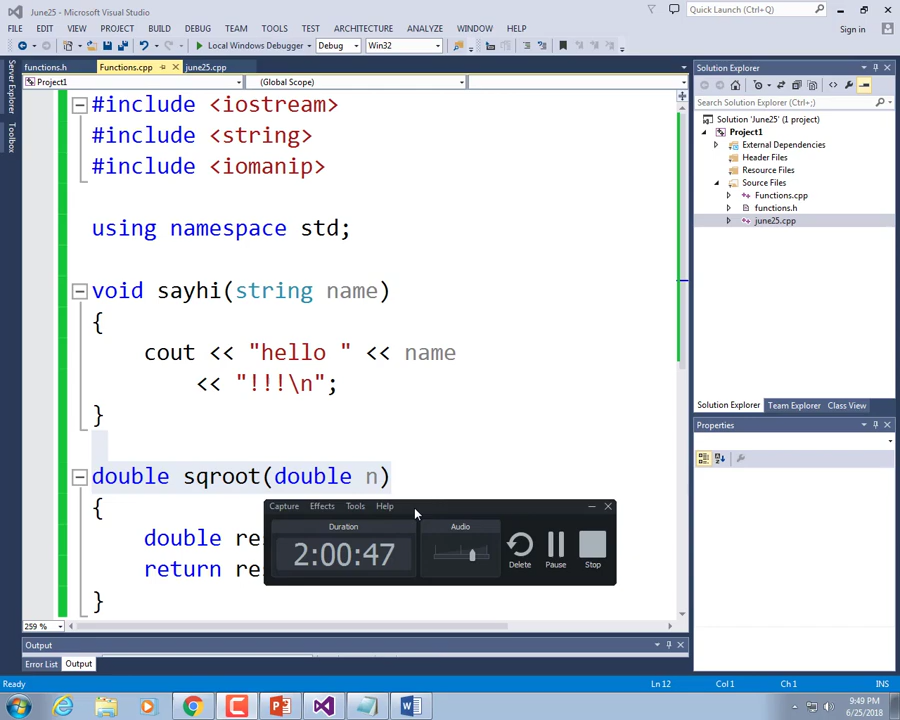 June25 - Microsoft Visual Studio
Quick Launch (Ctrl+;)
FILE EDIT VIEW PROJECT BUILD DEBUG TEAM TOOLS TEST ARCHITECTURE ANALYZE WINDOW HELP
Sign in
Local Windows Debugger Debug Win32
Server Explorer
Toolbox
functions.h Functions.cpp june25.cpp
Project1 (Global Scope)
#include <iostream>
#include <string>
#include <iomanip>
using namespace std;
void sayhi(string name)
{
cout << "hello " << name
<< "!!!\n";
}
double sqroot(double n)
{
double re
return re
}
259 %
Capture Effects Tools Help
Duration
2:00:47
Audio
Delete Pause Stop
Solution Explorer
Search Solution Explorer (Ctrl+;)
Solution 'June25' (1 project)
Project1
External Dependencies
Header Files
Resource Files
Source Files
Functions.cpp
functions.h
june25.cpp
Solution Explorer Team Explorer Class View
Properties
Output
Error List Output
Ready Ln 12 Col 1 Ch 1 INS
9:49 PM
6/25/2018